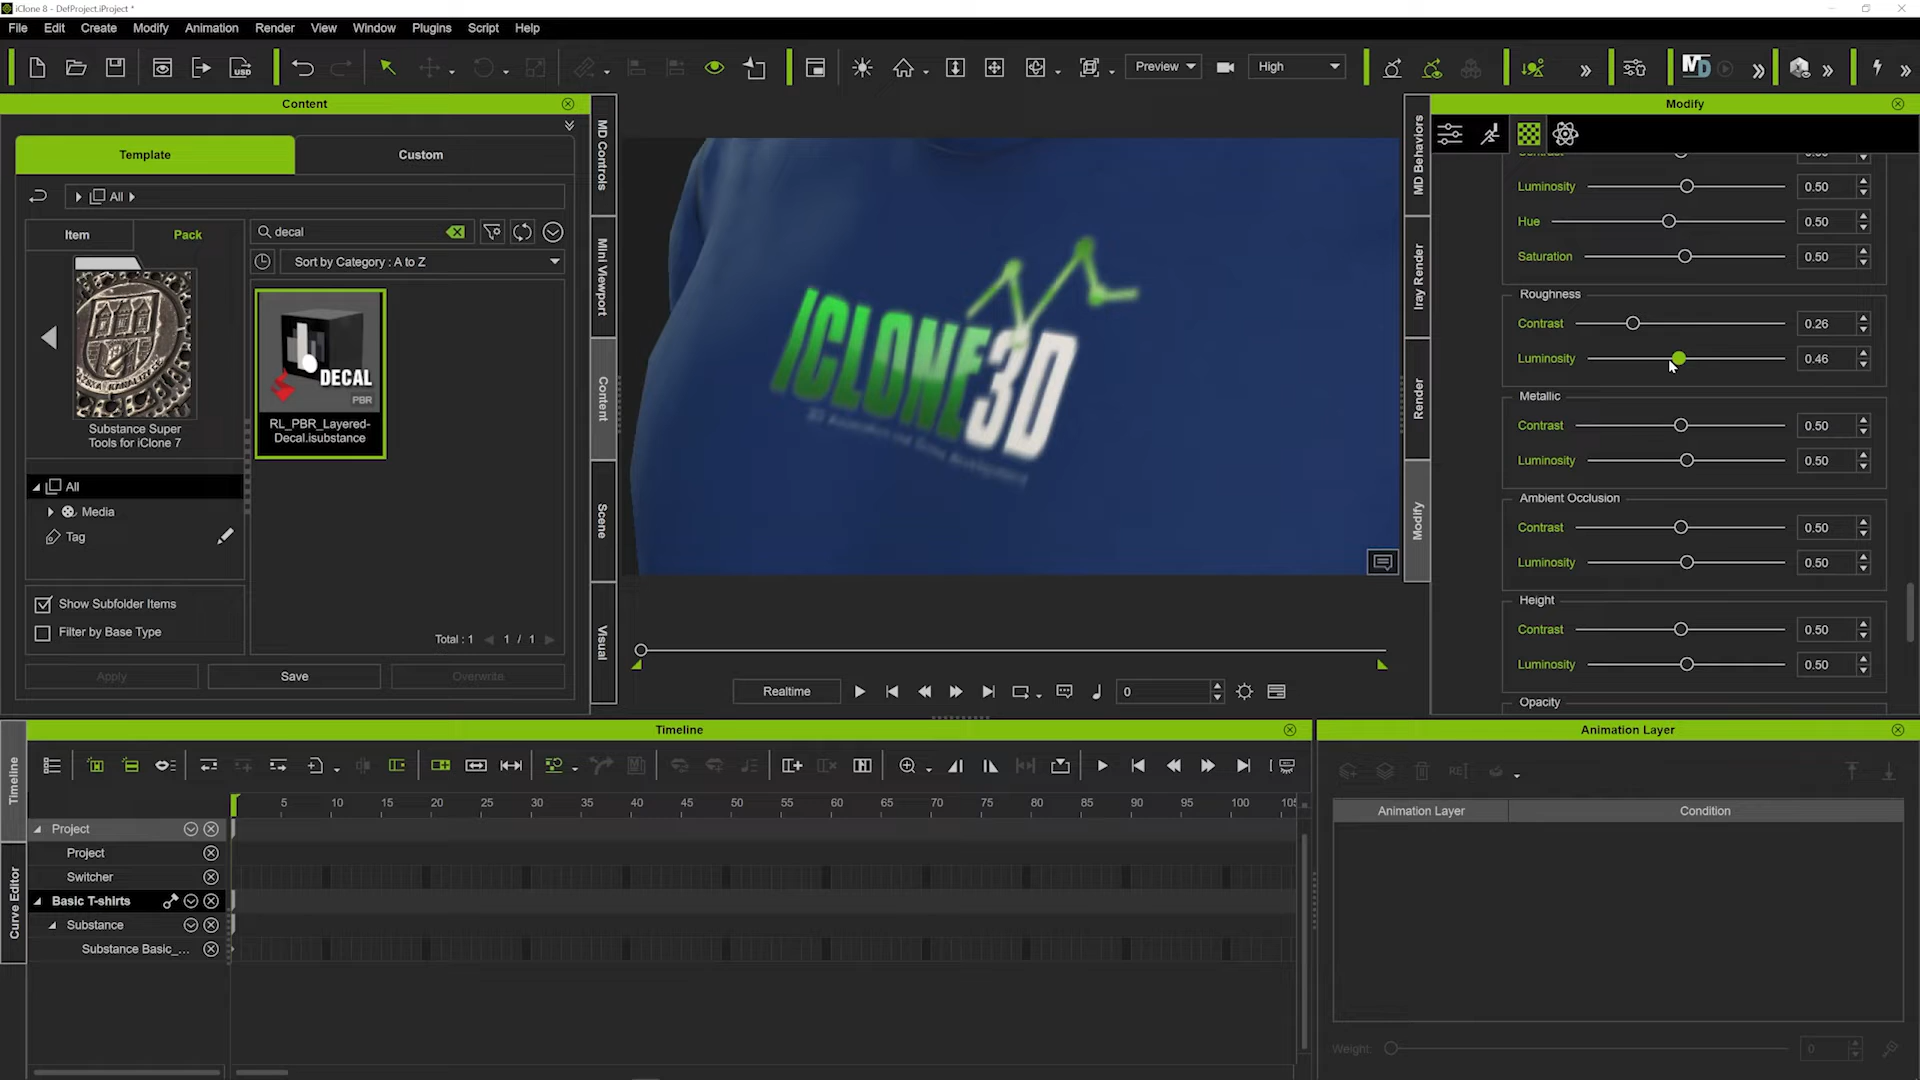 iClone 8 - DefProject.iProject *
File Edit Create Modify Animation Render View Window Plugins Script Help
USD
Preview
High
MD
Content
Template
Custom
All
Item
Pack
decal
Sort by Category : A to Z
Substance Super
Tools for iClone 7
DECAL
PBR
RL_PBR_Layered-
Decal.isubstance
All
Media
Tag
Show Subfolder Items
Filter by Base Type
Total : 1
1 / 1
Apply
Save
Overwrite
MD Controls
Mini Viewport
Content
Scene
Visual
ICLONE3D
Realtime
0
MD Behaviors
Iray Render
Render
Modify
Modify
Contrast
Luminosity 0.50
Hue 0.50
Saturation 0.50
Roughness
Contrast 0.26
Luminosity 0.46
Metallic
Contrast 0.50
Luminosity 0.50
Ambient Occlusion
Contrast 0.50
Luminosity 0.50
Height
Contrast 0.50
Luminosity 0.50
Opacity
Timeline
Timeline
Curve Editor
5 10 15 20 25 30 35 40 45 50 55 60 65 70 75 80 85 90 95 100
Project
Project
Switcher
Basic T-shirts
Substance
Substance Basic_...
Animation Layer
Animation Layer
Condition
Weight:
0